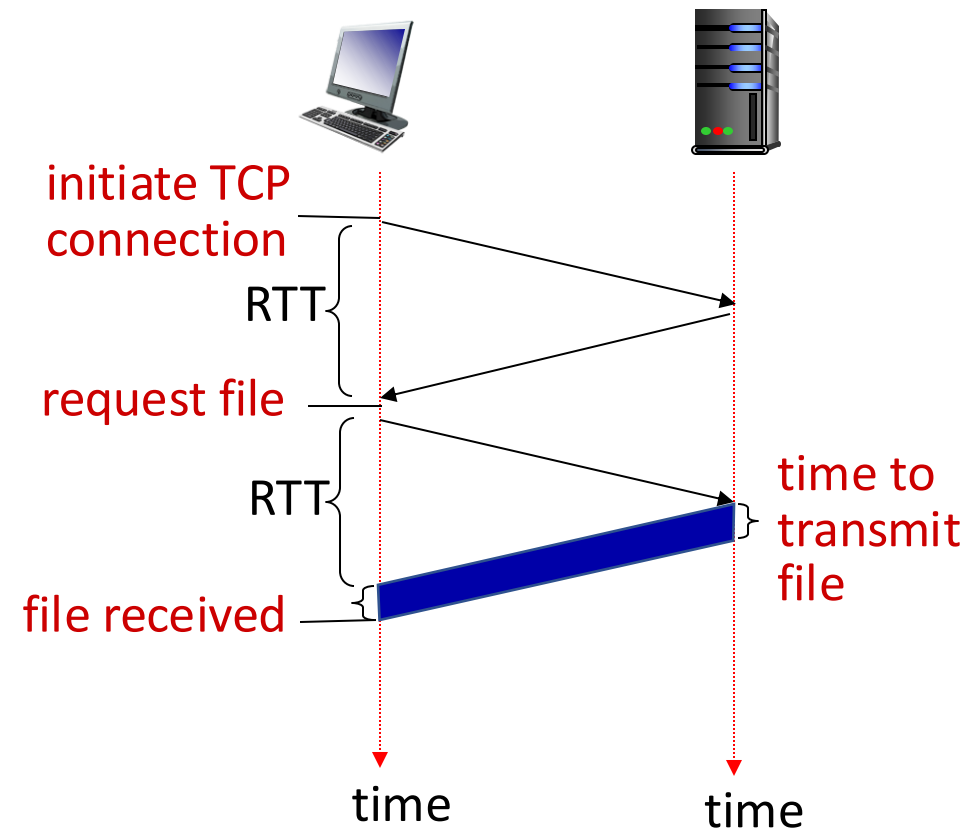 initiate TCP
connection
RTT
request file
RTT
time to
transmit
file
file received
time
time